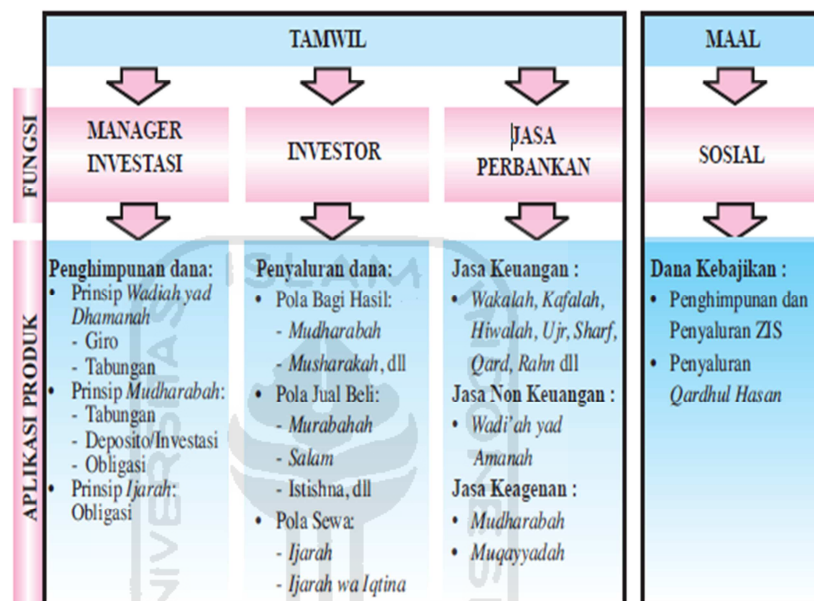 TAMWIL
MAAL
FUNGSI
MANAGER
INVESTASI
INVESTOR
JASA
PERBANKAN
SOSIAL
APLIKASI PRODUK
Penghimpunan dana:
• Prinsip Wadiah yad
Dhamanah
- Giro
- Tabungan
• Prinsip Mudharabah:
- Tabungan
- Deposito/Investasi
- Obligasi
• Prinsip Ijarah:
Obligasi
Penyaluran dana:
• Pola Bagi Hasil:
- Mudharabah
- Musharakah, dll
• Pola Jual Beli:
- Murabahah
- Salam
- Istishna, dll
• Pola Sewa:
- Ijarah
- Ijarah wa Iqtina
Jasa Keuangan :
• Wakalah, Kafalah,
Hiwalah, Ujr, Sharf,
Qard, Rahn dll
Jasa Non Keuangan :
• Wadi'ah yad
Amanah
Jasa Keagenan :
• Mudharabah
• Muqayyadah
Dana Kebajikan :
• Penghimpunan dan
Penyaluran ZIS
• Penyaluran
Qardhul Hasan
ISLAM